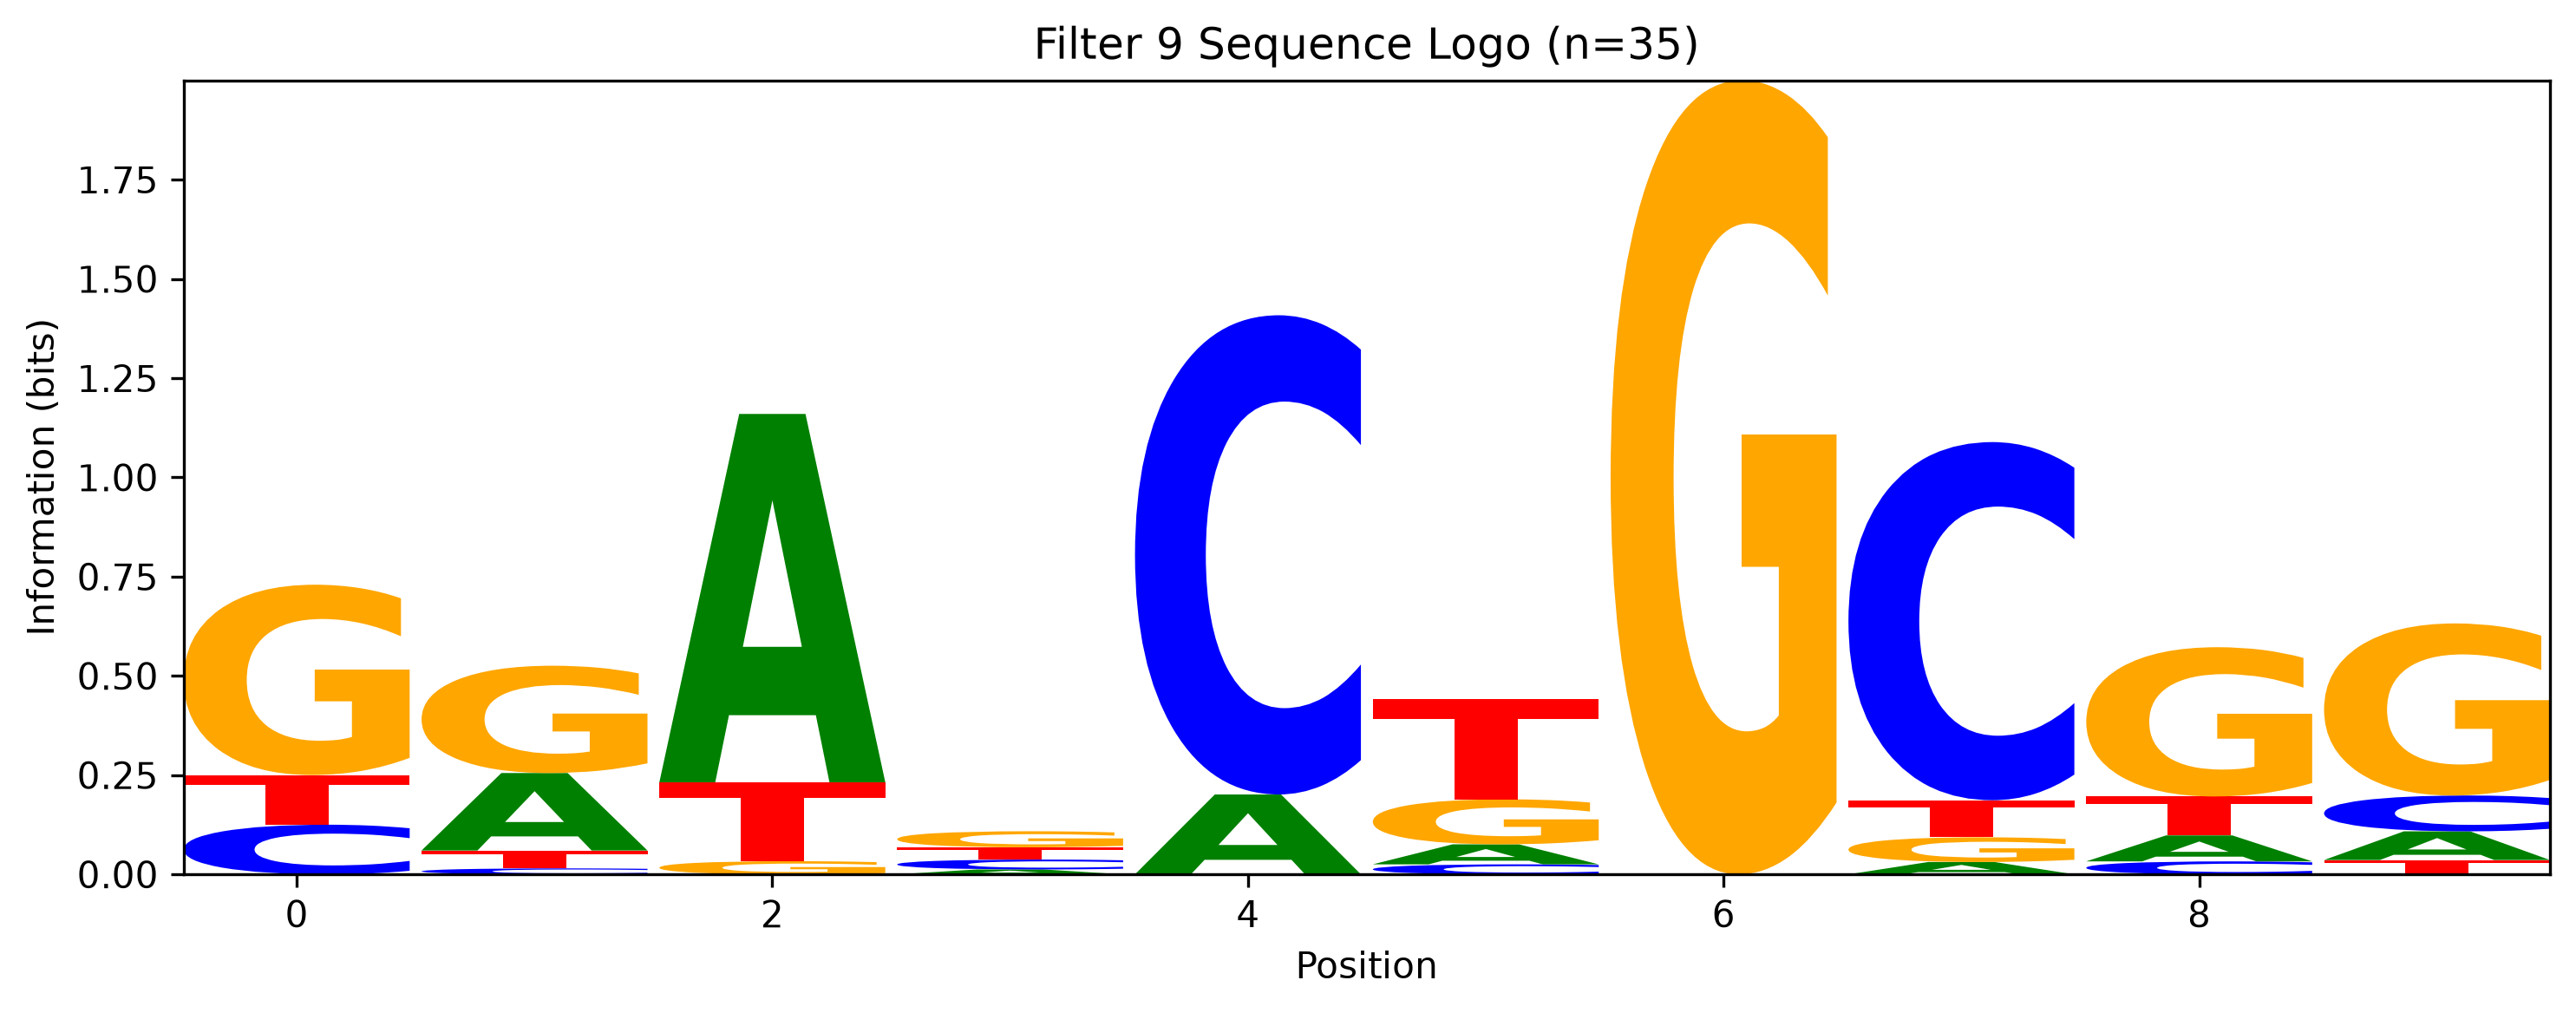 Filter 9 Sequence Logo (n=35)
Information (bits)
1.75
1.50
1.25
1.00
0.75
0.50
0.25
0.00
G T C
G A T C
A T G
G T C A
C A
T G A C
G
C T G A
G T A C
G C A T
0 2 4 6 8
Position